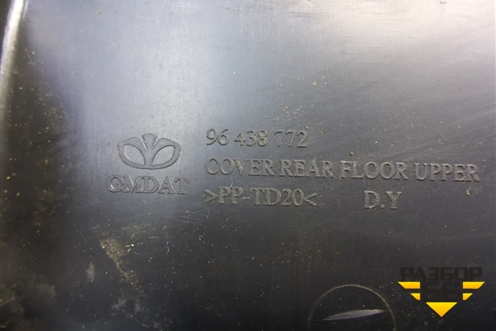 96 438 772
GMDAT COVER REAR FLOOR UPPER
>PP-TD20< D.Y
РАЗБОР